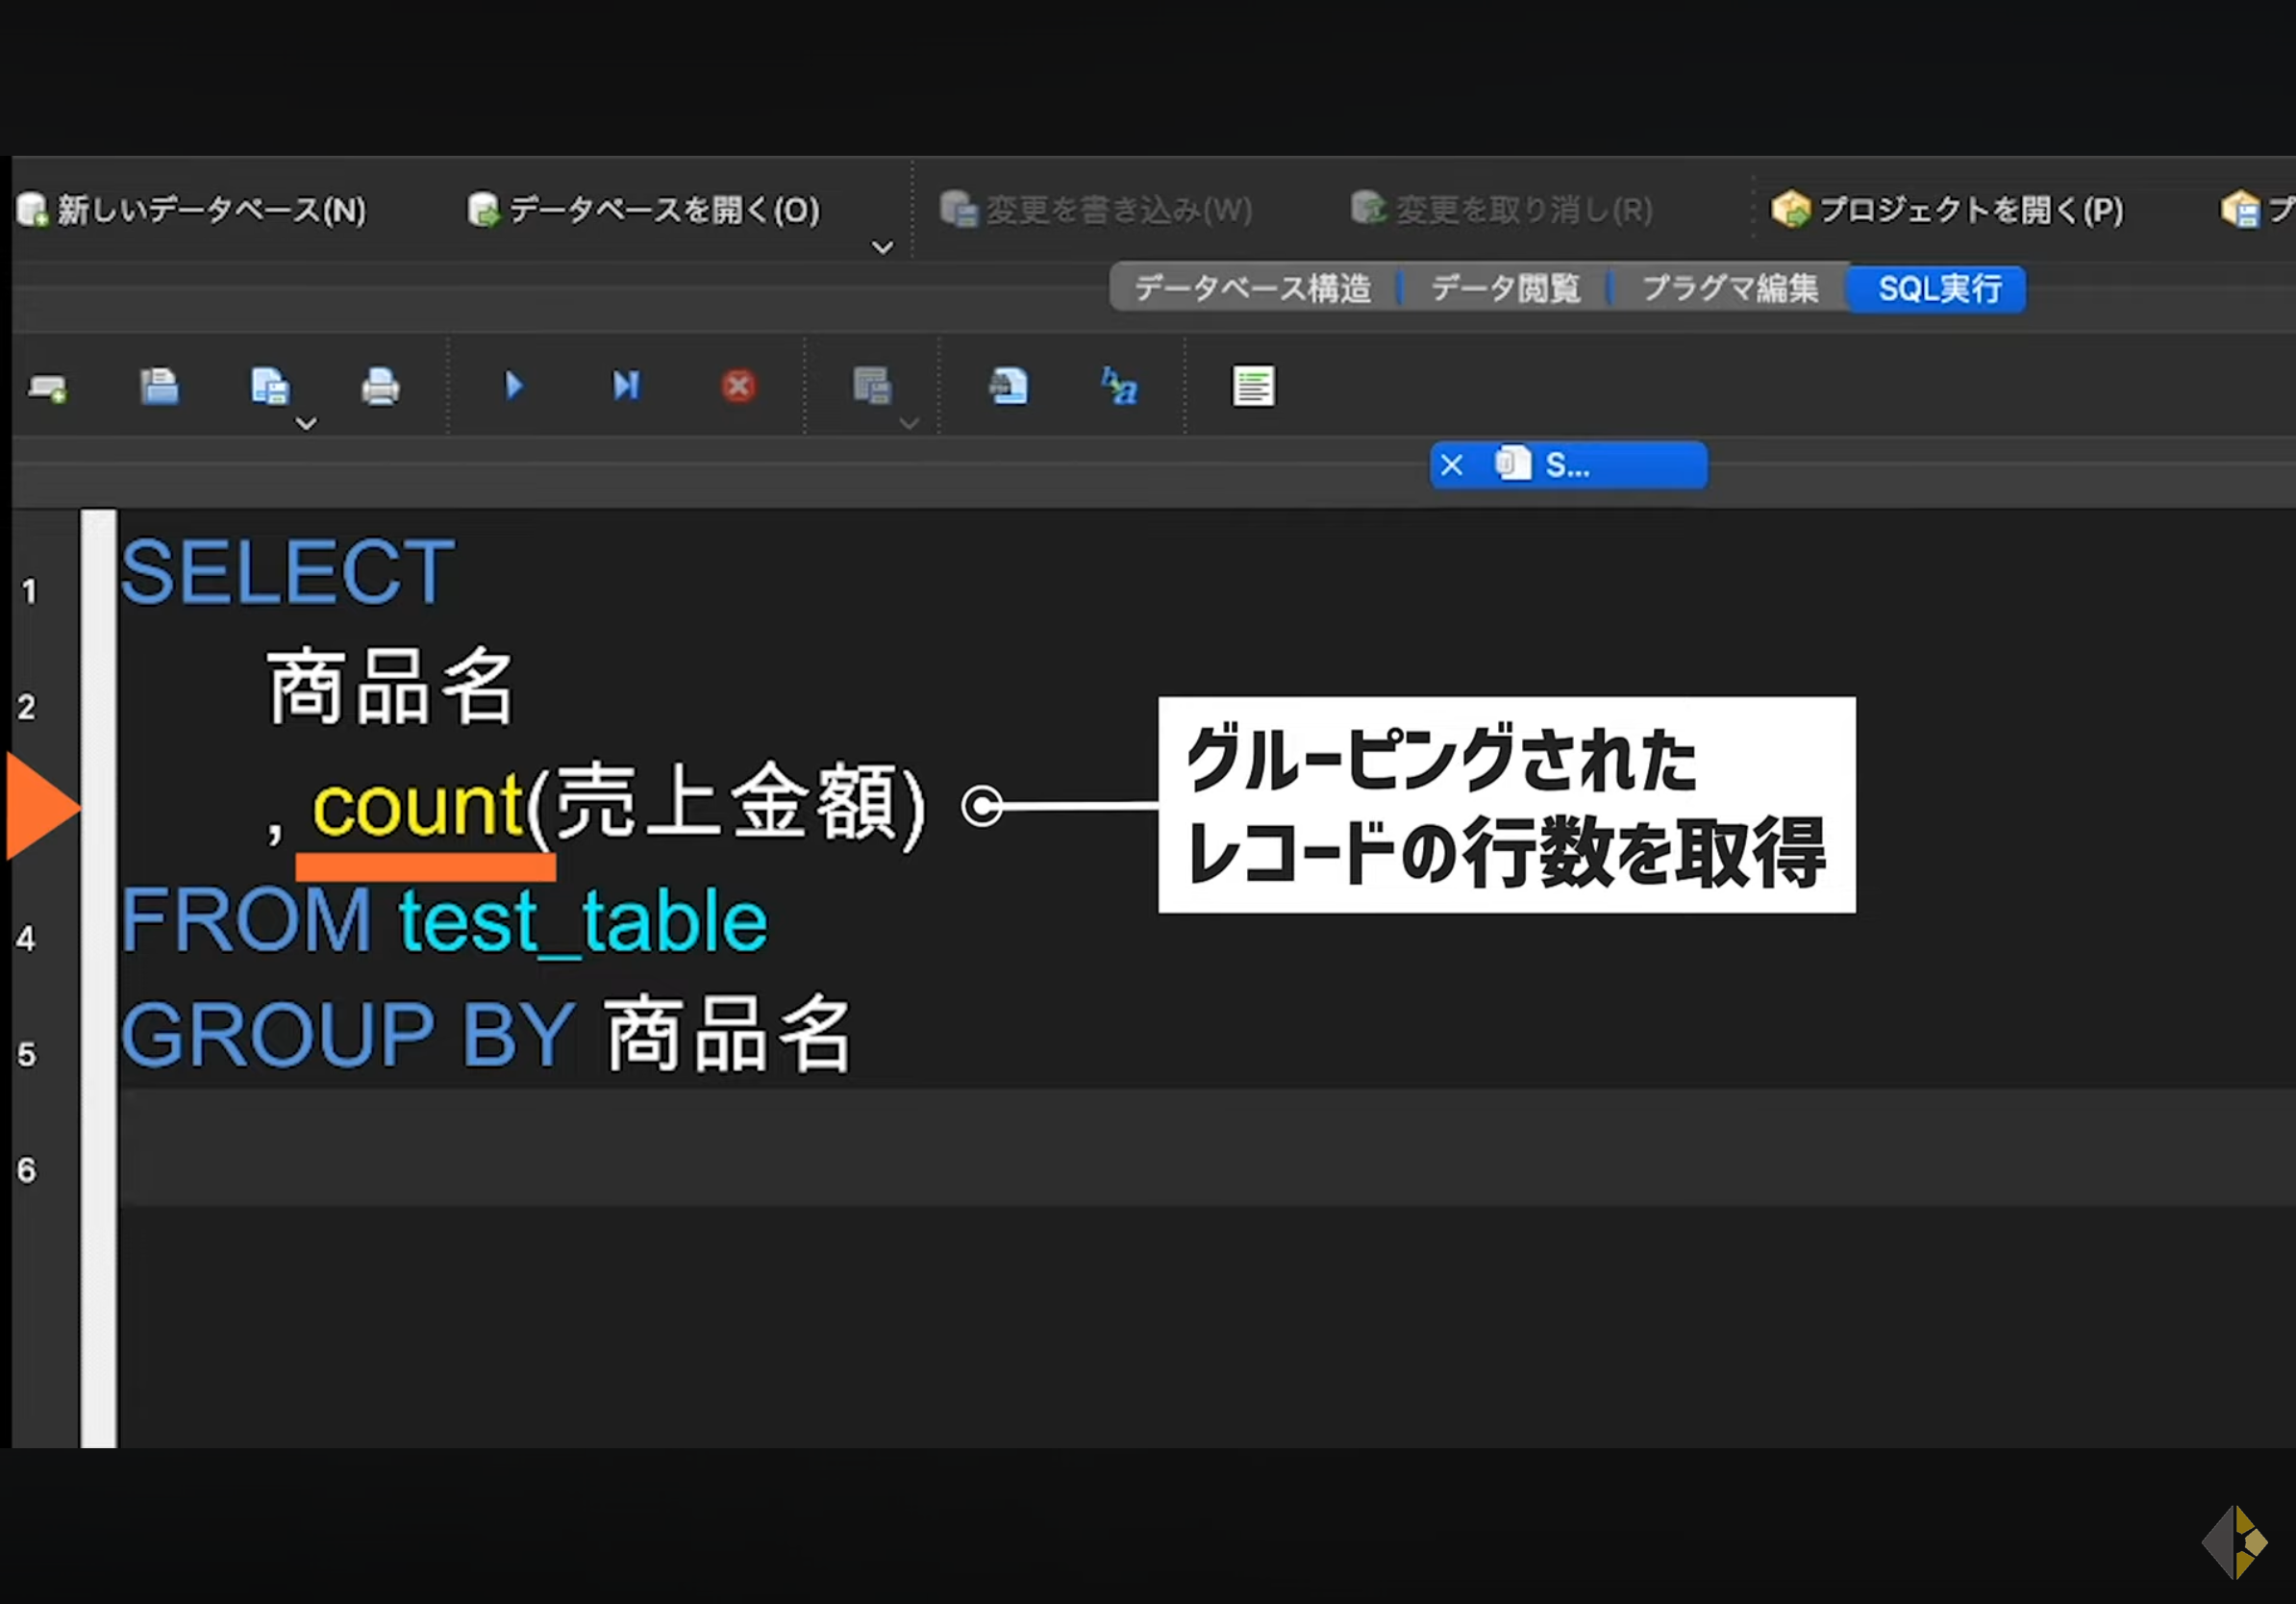 新しいデータベース(N) データベースを開く(O) 変更を書き込み(W) 変更を取り消し(R) プロジェクトを開く(P) プ
データベース構造 データ閲覧 プラグマ編集 SQL実行
S...
1 SELECT
2 商品名
, count(売上金額)
グルーピングされた
レコードの行数を取得
4 FROM test_table
5 GROUP BY 商品名
6